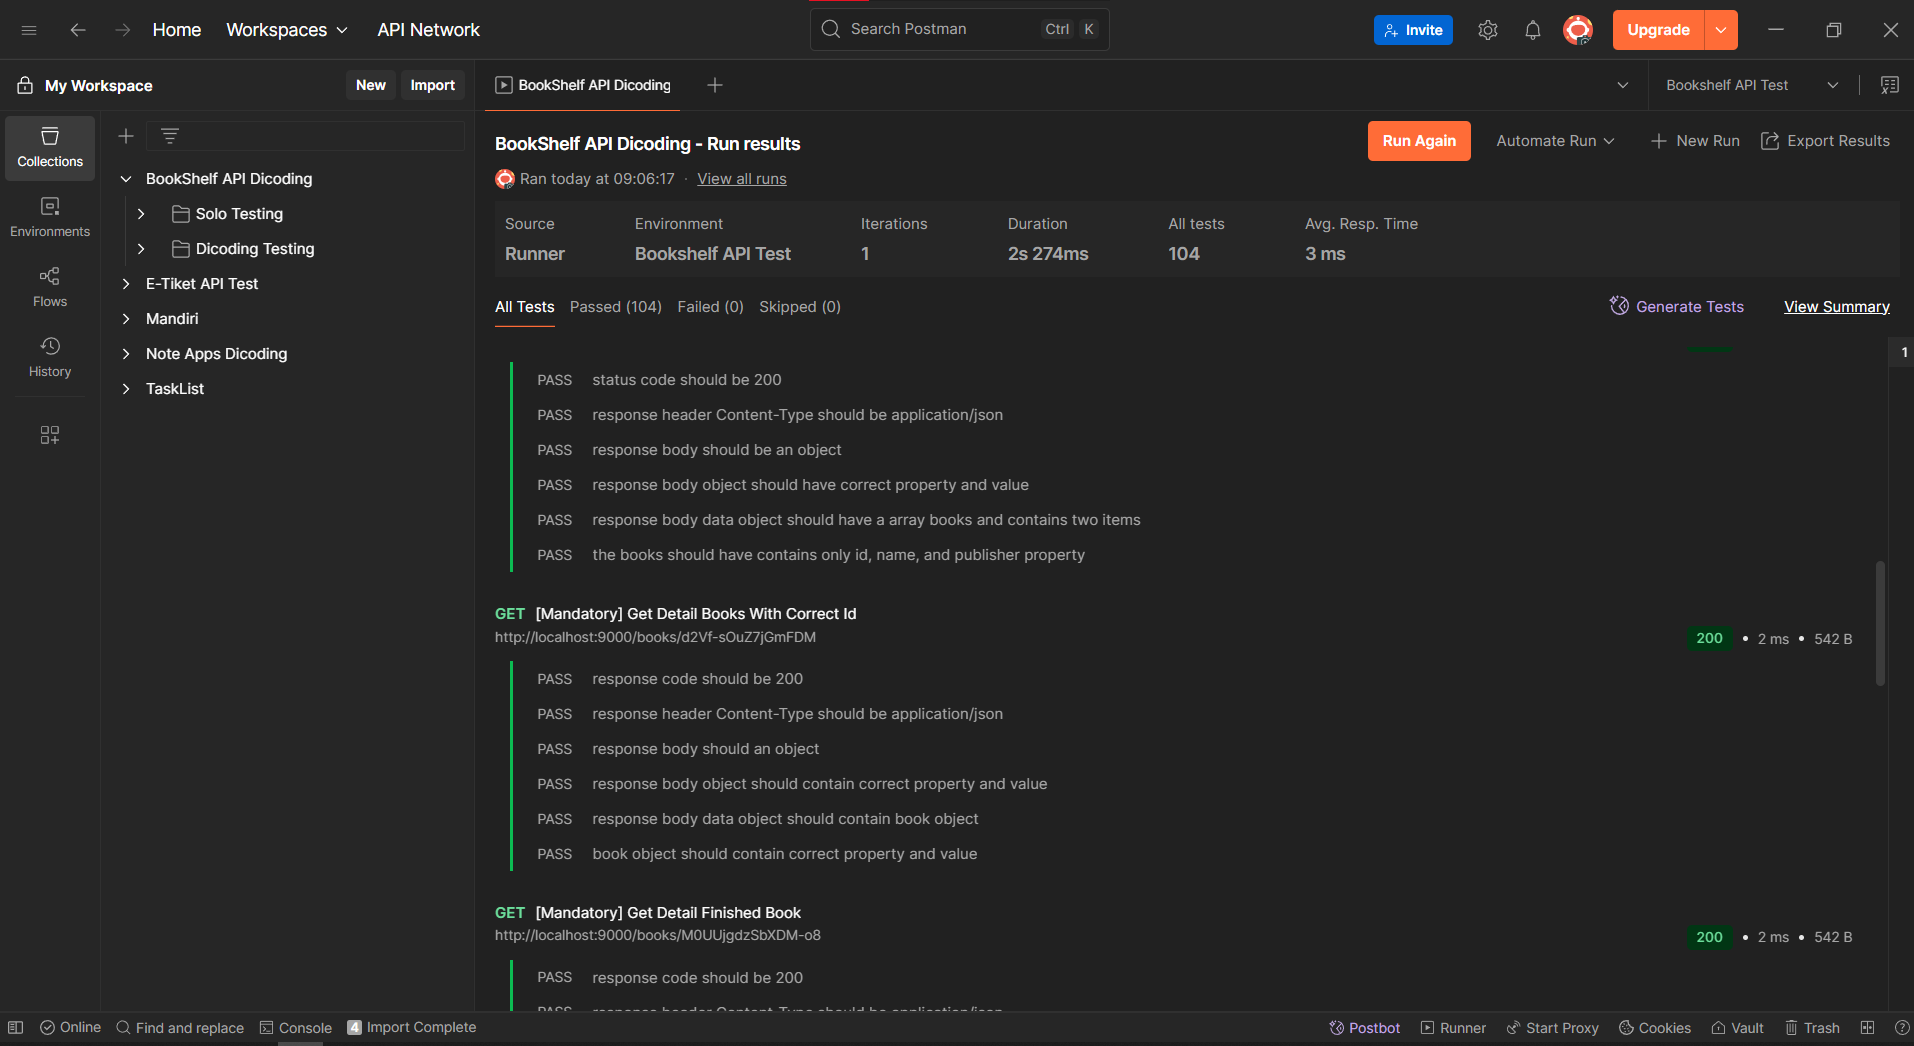 Home Workspaces API Network Search Postman Ctrl K Invite Upgrade
My Workspace New Import BookShelf API Dicoding Bookshelf API Test
Collections
Environments
Flows
History
BookShelf API Dicoding
Solo Testing
Dicoding Testing
E-Tiket API Test
Mandiri
Note Apps Dicoding
TaskList
BookShelf API Dicoding - Run results Run Again Automate Run New Run Export Results
Ran today at 09:06:17 · View all runs
Source Environment Iterations Duration All tests Avg. Resp. Time
Runner Bookshelf API Test 1 2s 274ms 104 3 ms
All Tests Passed (104) Failed (0) Skipped (0) Generate Tests View Summary
1
PASS status code should be 200
PASS response header Content-Type should be application/json
PASS response body should be an object
PASS response body object should have correct property and value
PASS response body data object should have a array books and contains two items
PASS the books should have contains only id, name, and publisher property
GET [Mandatory] Get Detail Books With Correct Id
http://localhost:9000/books/d2Vf-sOuZ7jGmFDM 200 • 2 ms • 542 B
PASS response code should be 200
PASS response header Content-Type should be application/json
PASS response body should an object
PASS response body object should contain correct property and value
PASS response body data object should contain book object
PASS book object should contain correct property and value
GET [Mandatory] Get Detail Finished Book
http://localhost:9000/books/M0UUjgdzSbXDM-o8 200 • 2 ms • 542 B
PASS response code should be 200
PASS response header Content-Type should be application/json
Online Find and replace Console 4 Import Complete Postbot Runner Start Proxy Cookies Vault Trash